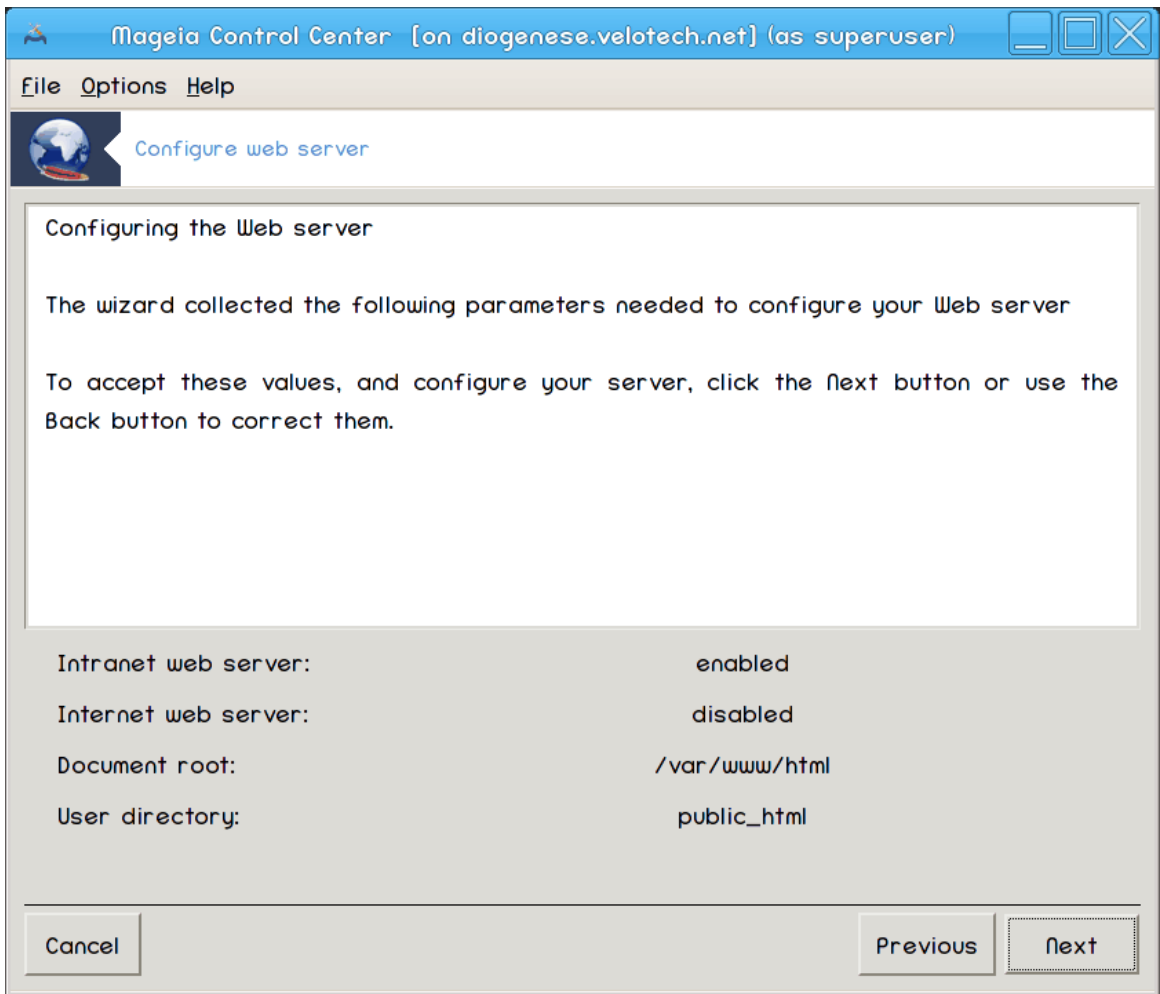 Mageia Control Center [on diogenese.velotech.net] (as superuser)
File Options Help
Configure web server
Configuring the Web server
The wizard collected the following parameters needed to configure your Web server
To accept these values, and configure your server, click the Next button or use the
Back button to correct them.
Intranet web server: enabled
Internet web server: disabled
Document root: /var/www/html
User directory: public_html
Cancel Previous Next